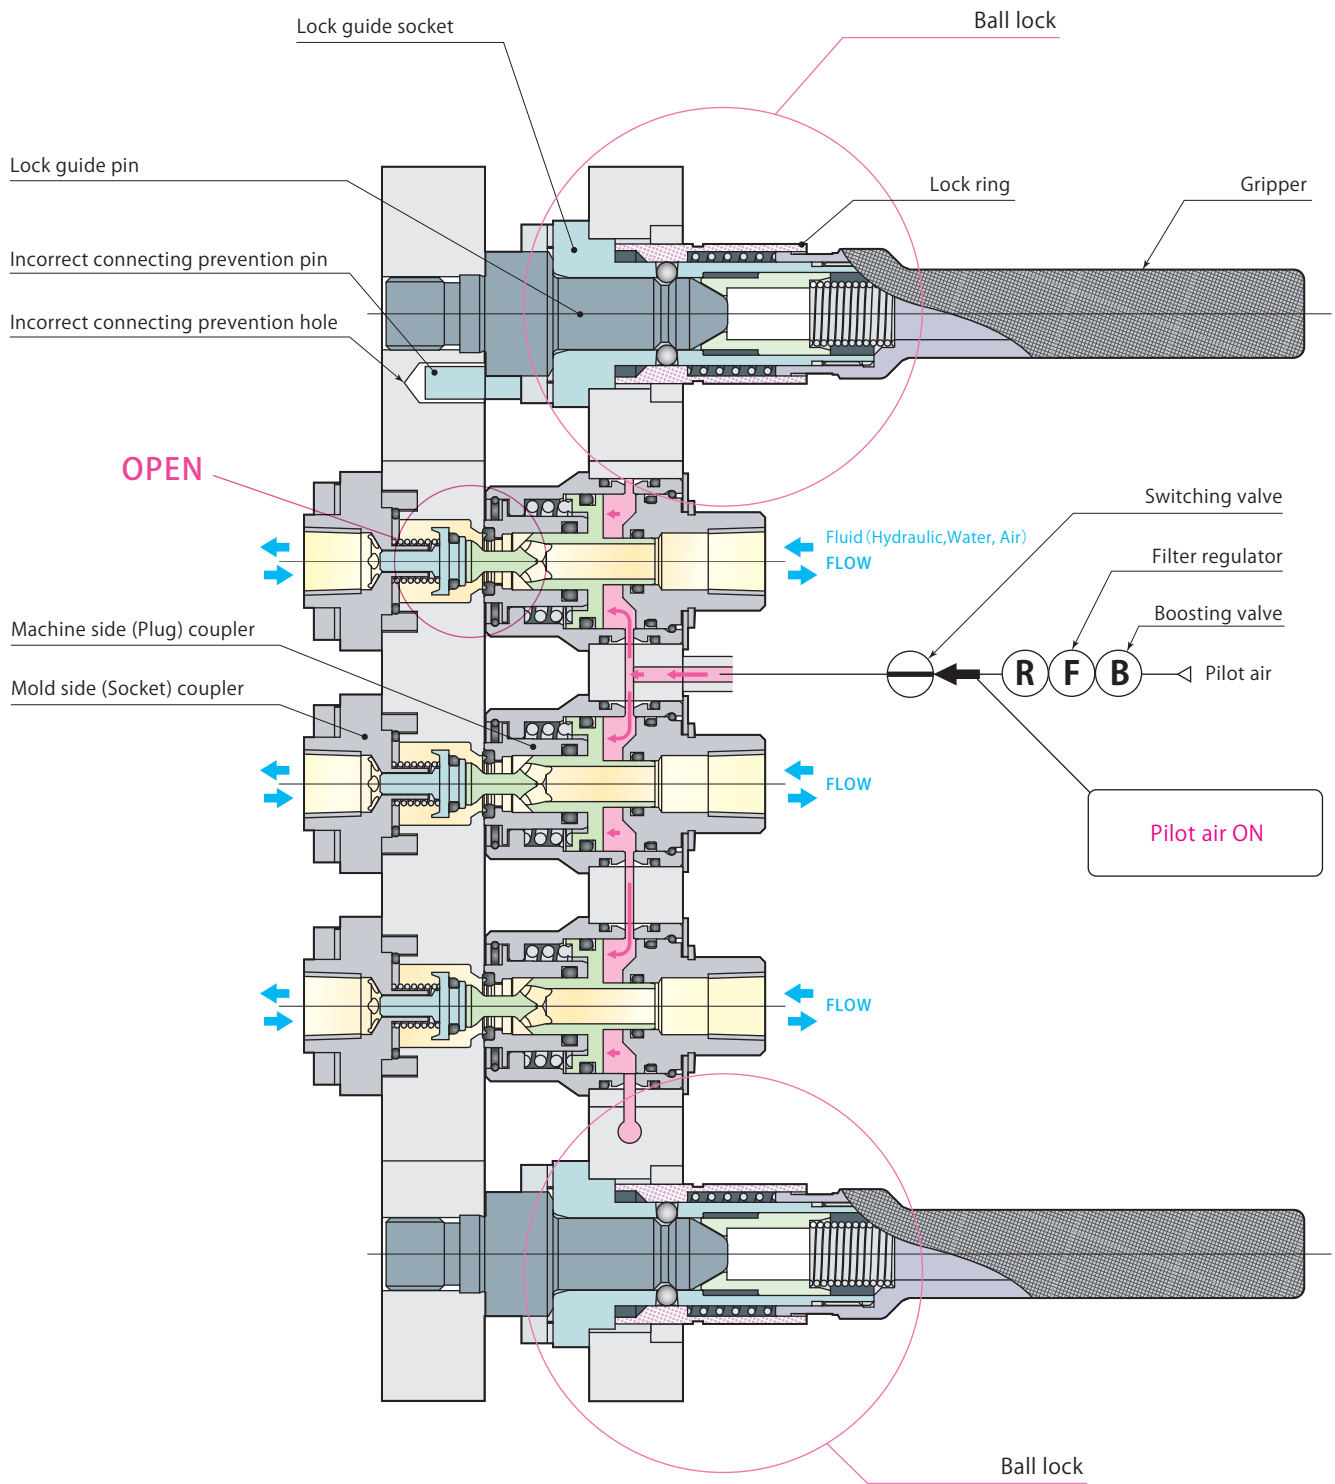 Ball lock
Lock guide socket
Lock guide pin
Lock ring
Gripper
Incorrect connecting prevention pin
Incorrect connecting prevention hole
OPEN
Switching valve
Fluid (Hydraulic,Water, Air)
FLOW
Filter regulator
Boosting valve
Machine side (Plug) coupler
R F B Pilot air
Mold side (Socket) coupler
FLOW
Pilot air ON
FLOW
Ball lock